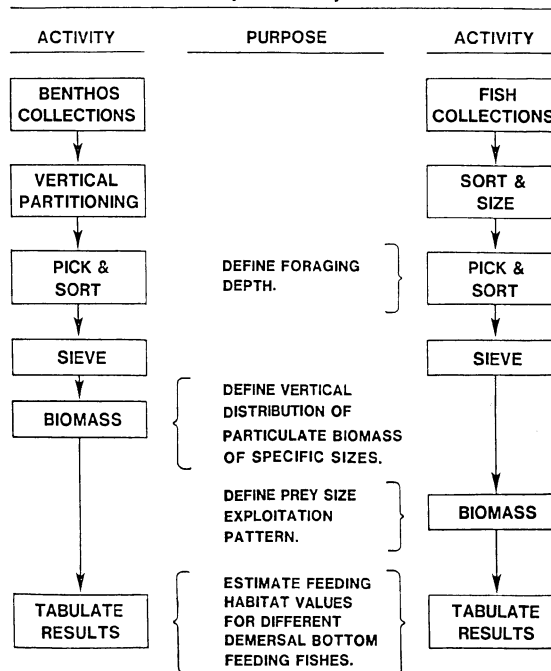 ACTIVITY
PURPOSE
ACTIVITY
BENTHOS
COLLECTIONS
VERTICAL
PARTITIONING
PICK &
SORT
SIEVE
BIOMASS
TABULATE
RESULTS
DEFINE FORAGING
DEPTH.
DEFINE VERTICAL
DISTRIBUTION OF
PARTICULATE BIOMASS
OF SPECIFIC SIZES.
DEFINE PREY SIZE
EXPLOITATION
PATTERN.
ESTIMATE FEEDING
HABITAT VALUES
FOR DIFFERENT
DEMERSAL BOTTOM
FEEDING FISHES.
FISH
COLLECTIONS
SORT &
SIZE
PICK &
SORT
SIEVE
BIOMASS
TABULATE
RESULTS